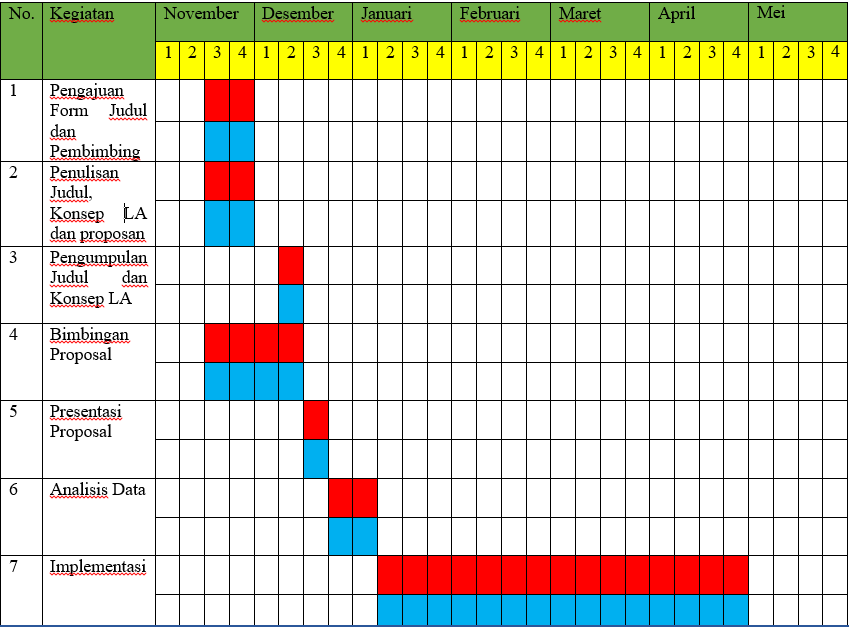 No. Kegiatan November Desember Januari Februari Maret April Mei
1 2 3 4 1 2 3 4 1 2 3 4 1 2 3 4 1 2 3 4 1 2 3 4 1 2 3 4
1 Pengajuan
Form Judul
dan
Pembimbing
2 Penulisan
Judul,
Konsep LA
dan proposan
3 Pengumpulan
Judul dan
Konsep LA
4 Bimbingan
Proposal
5 Presentasi
Proposal
6 Analisis Data
7 Implementasi